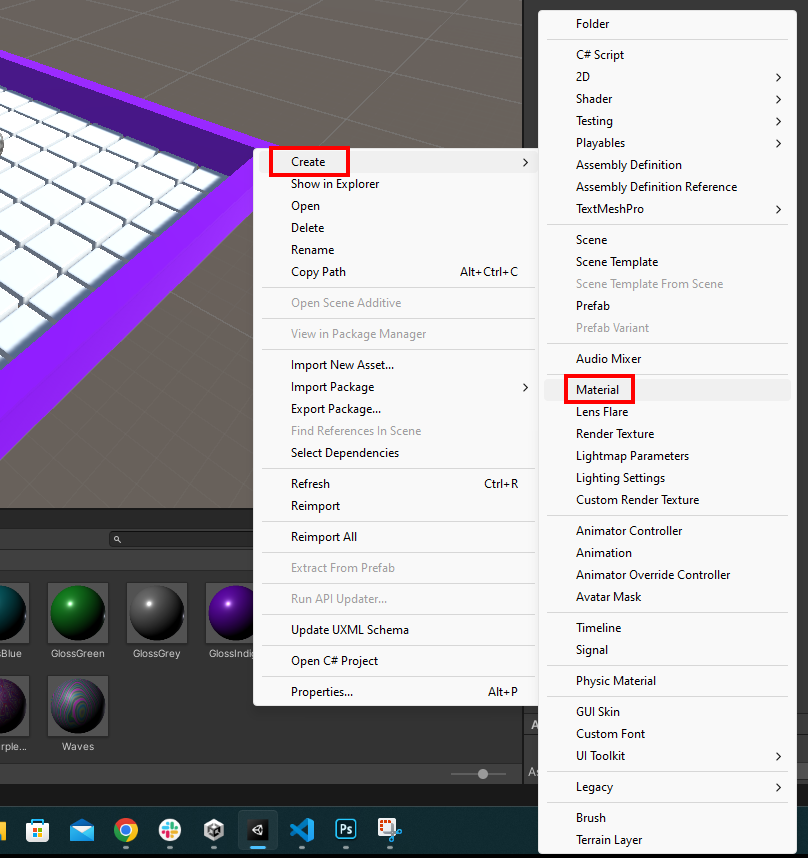 Create
Show in Explorer
Open
Delete
Rename
Copy Path Alt+Ctrl+C
Open Scene Additive
View in Package Manager
Import New Asset...
Import Package
Export Package...
Find References In Scene
Select Dependencies
Refresh Ctrl+R
Reimport
Reimport All
Extract From Prefab
Run API Updater...
Update UXML Schema
Open C# Project
Properties... Alt+P
Folder
C# Script
2D
Shader
Testing
Playables
Assembly Definition
Assembly Definition Reference
TextMeshPro
Scene
Scene Template
Scene Template From Scene
Prefab
Prefab Variant
Audio Mixer
Material
Lens Flare
Render Texture
Lightmap Parameters
Lighting Settings
Custom Render Texture
Animator Controller
Animation
Animator Override Controller
Avatar Mask
Timeline
Signal
Physic Material
GUI Skin
Custom Font
UI Toolkit
Legacy
Brush
Terrain Layer
sBlue GlossGreen GlossGrey GlossIndig
rple... Waves
A
As
Ps